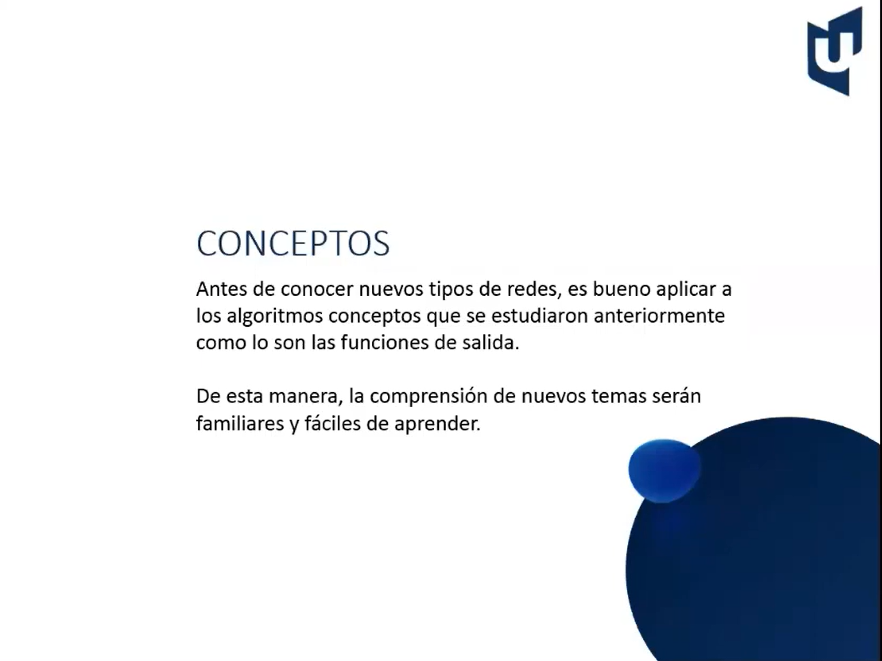 U
CONCEPTOS
Antes de conocer nuevos tipos de redes, es bueno aplicar a
los algoritmos conceptos que se estudiaron anteriormente
como lo son las funciones de salida.
De esta manera, la comprensión de nuevos temas serán
familiares y fáciles de aprender.